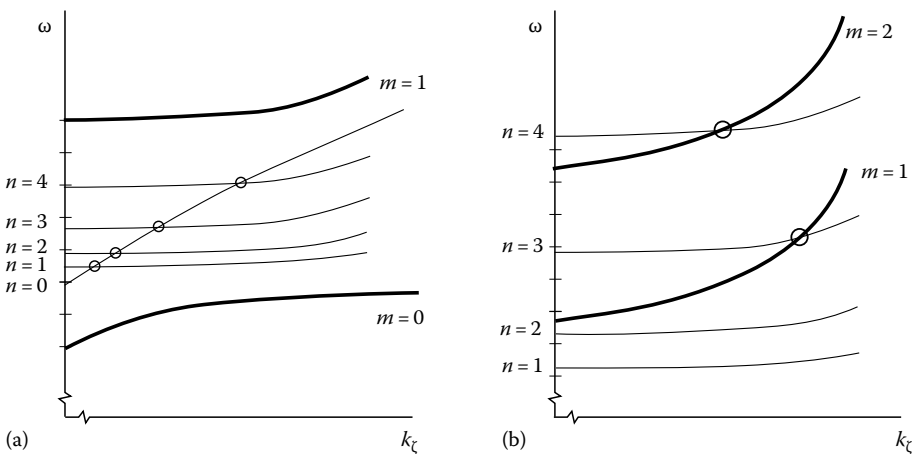 ω
m = 1
n = 4
n = 3
n = 2
n = 1
n = 0
m = 0
(a)
kζ
ω
m = 2
n = 4
m = 1
n = 3
n = 2
n = 1
(b)
kζ